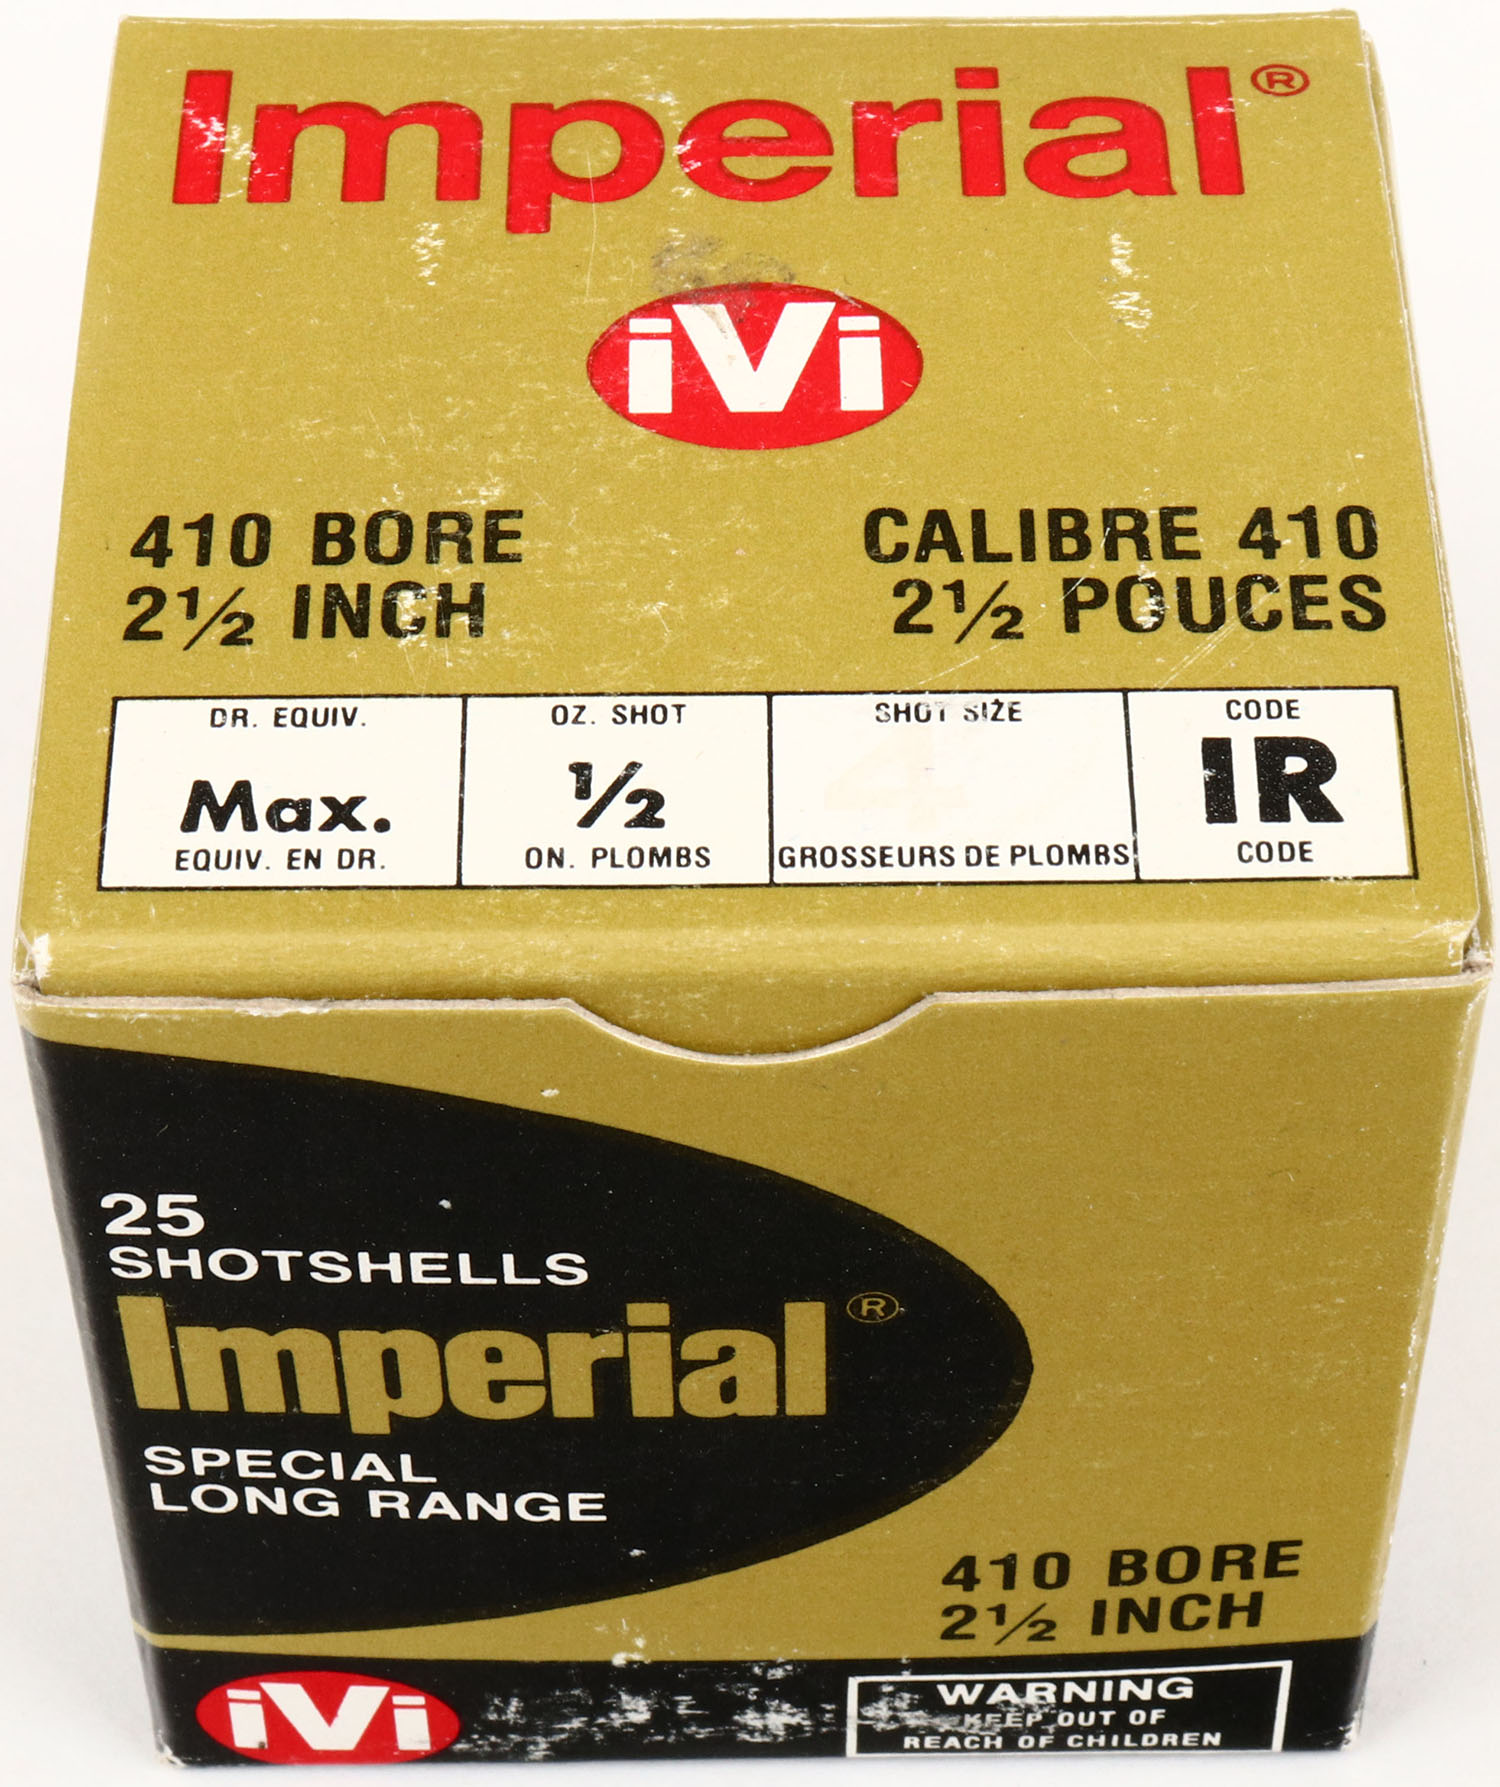 Imperial®
iVi
410 BORE
2½ INCH
CALIBRE 410
2½ POUCES
DR. EQUIV.
Max.
EQUIV. EN DR.
OZ. SHOT
½
ON. PLOMBS
SHOT SIZE
GROSSEURS DE PLOMBS
CODE
IR
CODE
25
SHOTSHELLS
Imperial®
SPECIAL
LONG RANGE
410 BORE
2½ INCH
iVi
WARNING
KEEP OUT OF
REACH OF CHILDREN